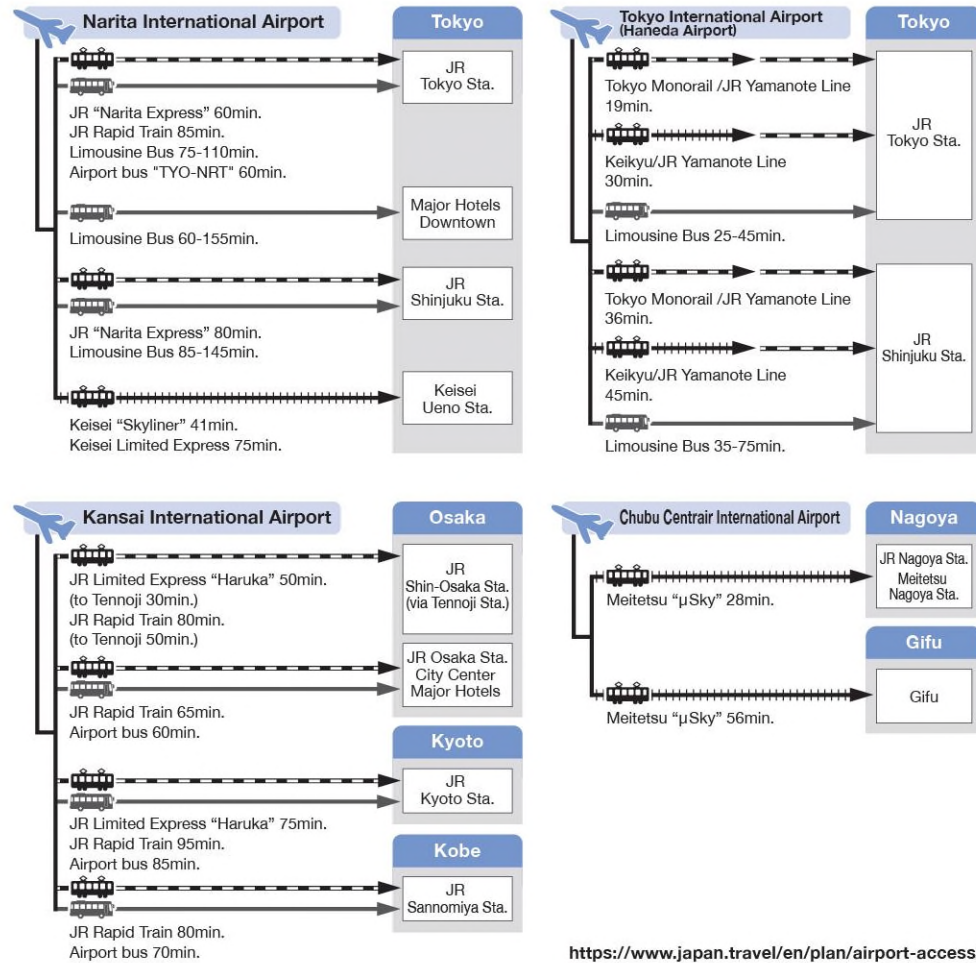 Narita International Airport
Tokyo
JR
Tokyo Sta.
JR “Narita Express” 60min.
JR Rapid Train 85min.
Limousine Bus 75-110min.
Airport bus "TYO-NRT" 60min.
Major Hotels
Downtown
Limousine Bus 60-155min.
JR
Shinjuku Sta.
JR “Narita Express” 80min.
Limousine Bus 85-145min.
Keisei
Ueno Sta.
Keisei “Skyliner” 41min.
Keisei Limited Express 75min.
Tokyo International Airport
(Haneda Airport)
Tokyo
Tokyo Monorail /JR Yamanote Line
19min.
JR
Tokyo Sta.
Keikyu/JR Yamanote Line
30min.
Limousine Bus 25-45min.
Tokyo Monorail /JR Yamanote Line
36min.
JR
Shinjuku Sta.
Keikyu/JR Yamanote Line
45min.
Limousine Bus 35-75min.
Kansai International Airport
Osaka
JR
Shin-Osaka Sta.
(via Tennoji Sta.)
JR Limited Express “Haruka” 50min.
(to Tennoji 30min.)
JR Rapid Train 80min.
(to Tennoji 50min.)
JR Osaka Sta.
City Center
Major Hotels
JR Rapid Train 65min.
Airport bus 60min.
Kyoto
JR
Kyoto Sta.
JR Limited Express “Haruka” 75min.
JR Rapid Train 95min.
Airport bus 85min.
Kobe
JR
Sannomiya Sta.
JR Rapid Train 80min.
Airport bus 70min.
Chubu Centrair International Airport
Nagoya
JR Nagoya Sta.
Meitetsu
Nagoya Sta.
Meitetsu “μSky” 28min.
Gifu
Gifu
Meitetsu “μSky” 56min.
https://www.japan.travel/en/plan/airport-access